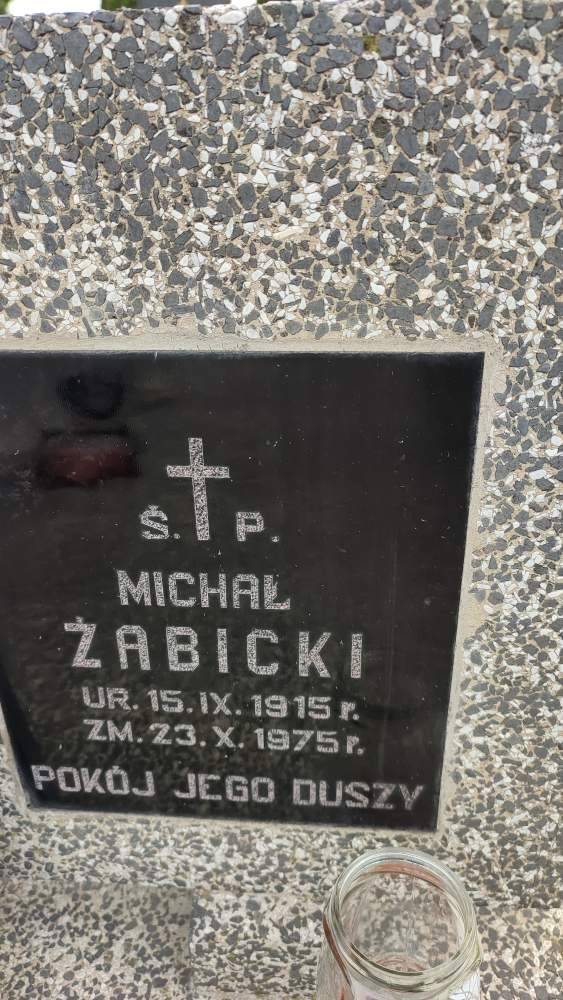 Ś. P.
MICHAŁ
ŻABICKI
UR. 15. IX. 1915 r.
ZM. 23. X. 1975 r.
POKÓJ JEGO DUSZY